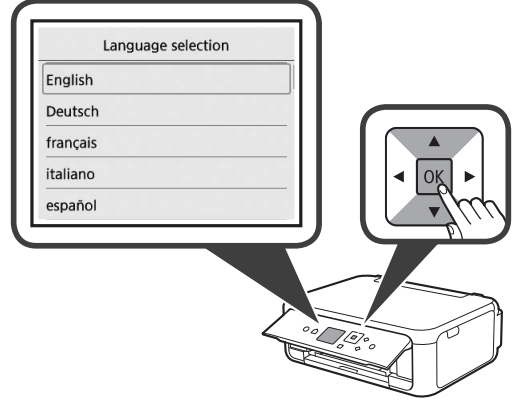 Language selection
English
Deutsch
français
italiano
español
OK